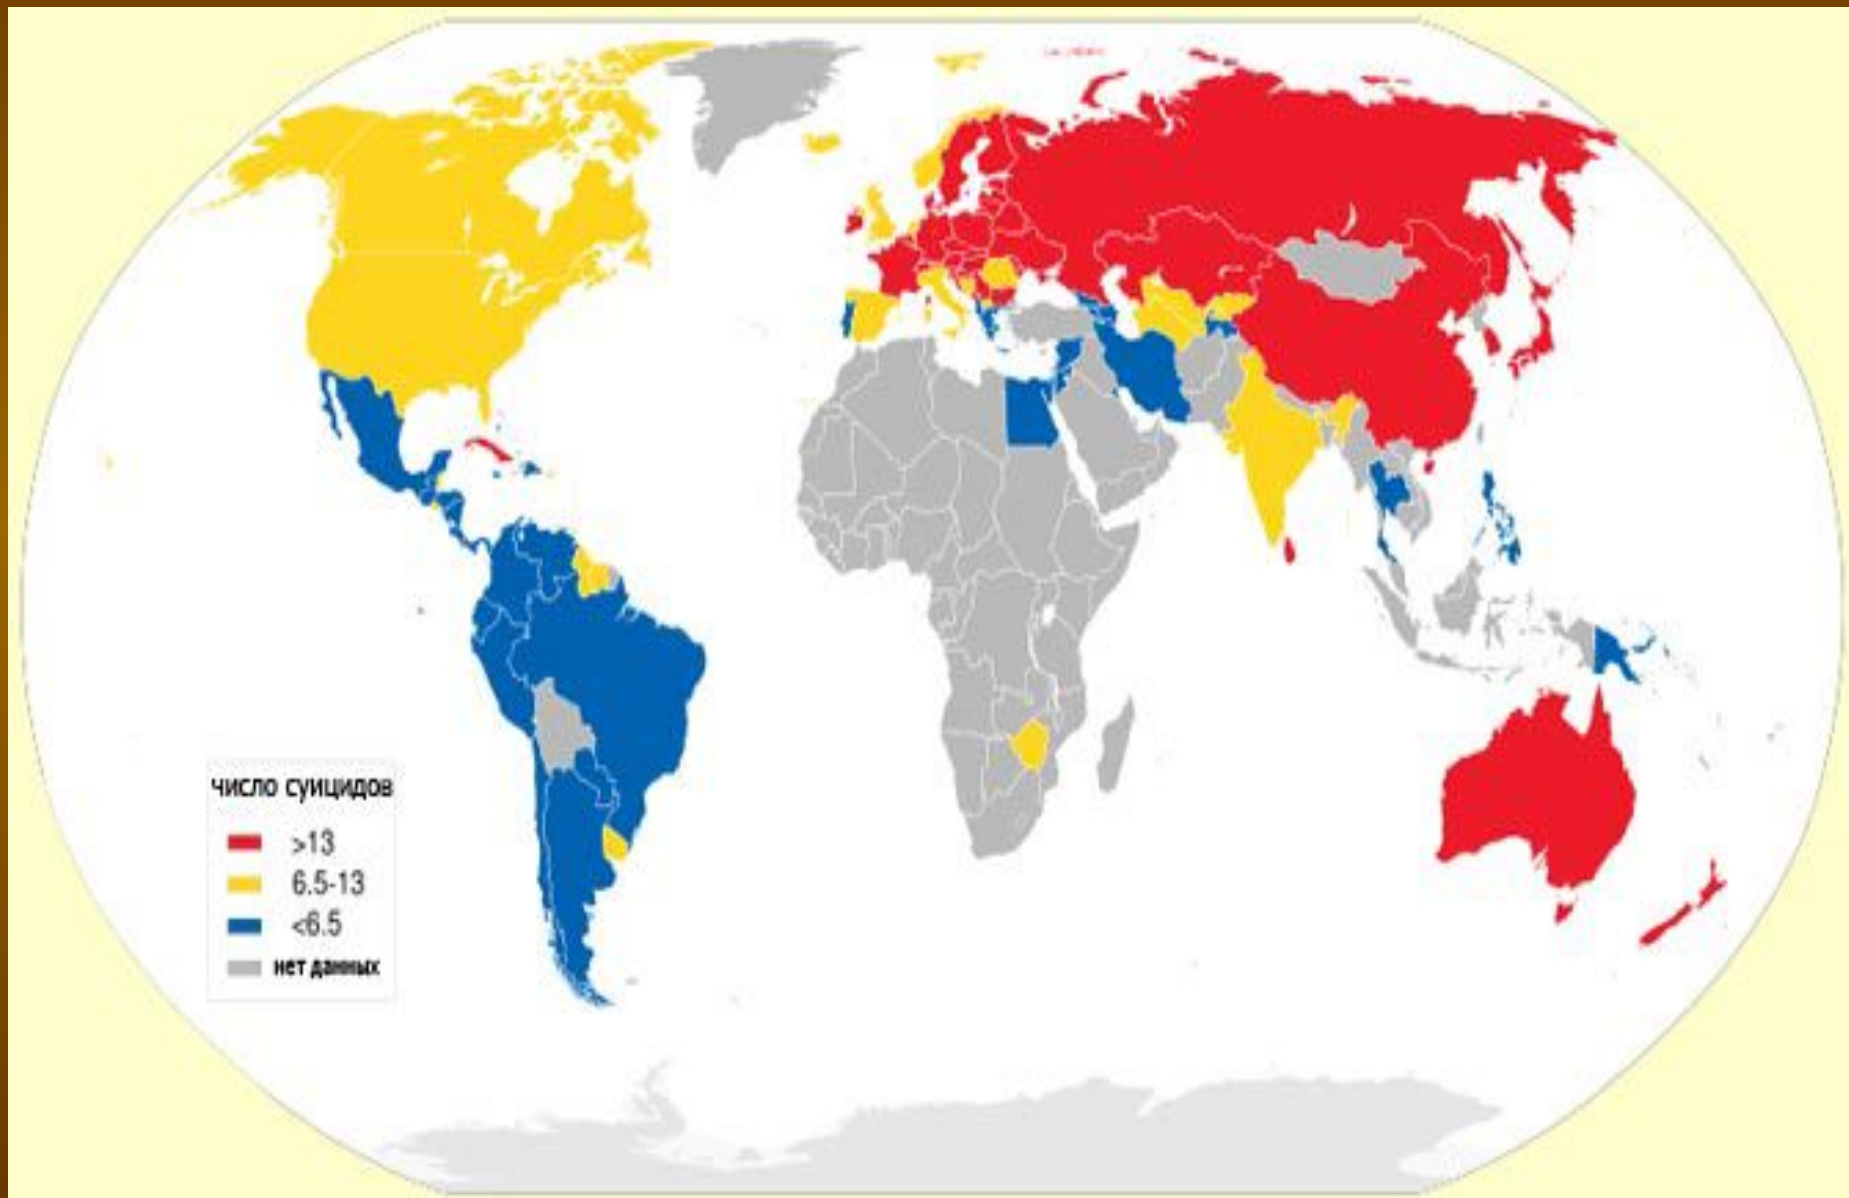 число суицидов
>13
6.5-13
<6.5
нет данных